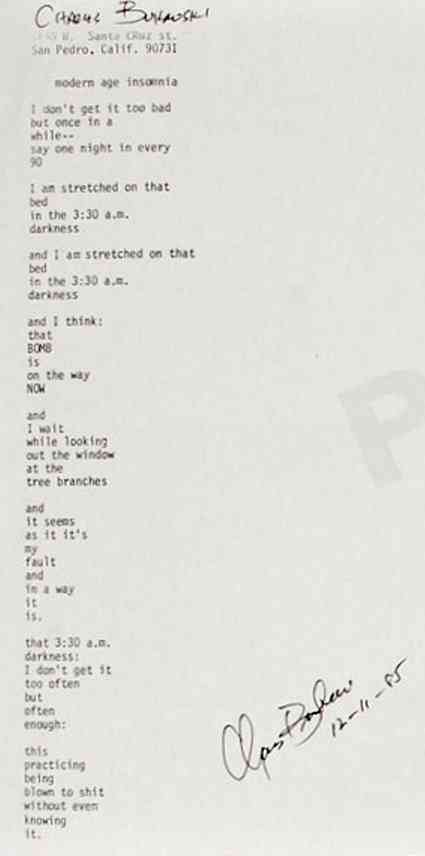 Charles Bukowski
W. Santa CRuz st.
San Pedro, Calif. 90731
modern age insomnia
I don't get it too bad
but once in a
while--
say one night in every
90
I am stretched on that
bed
in the 3:30 a.m.
darkness
and I am stretched on that
bed
in the 3:30 a.m.
darkness
and I think:
that
BOMB
is
on the way
NOW
and
I wait
while looking
out the window
at the
tree branches
and
it seems
as it it's
my
fault
and
in a way
it
is.
that 3:30 a.m.
darkness:
I don't get it
too often
but
often
enough:
this
practicing
being
blown to shit
without even
knowing
it.
12-11-85
P